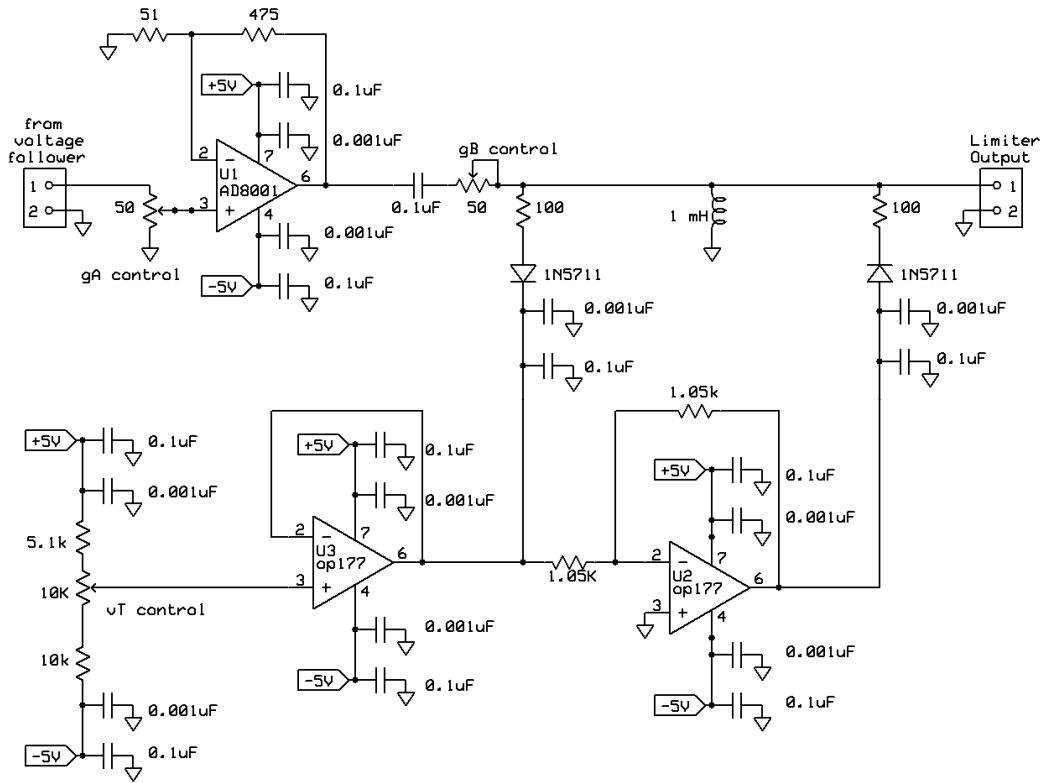 51
475
+5V
0.1uF
0.001uF
from
voltage
follower
1
2
50
gA control
2
3
-
+
U1
AD8001
7
6
4
0.001uF
-5V
0.1uF
0.1uF
gB control
50
100
1 mH
100
Limiter
Output
1
2
1N5711
0.001uF
0.1uF
1N5711
0.001uF
0.1uF
+5V
0.1uF
0.001uF
5.1k
10K
vT control
10k
0.001uF
-5V
0.1uF
+5V
0.1uF
0.001uF
2
3
-
+
U3
op177
7
6
4
0.001uF
-5V
0.1uF
1.05K
1.05k
+5V
0.1uF
0.001uF
2
3
-
+
U2
op177
7
6
4
0.001uF
-5V
0.1uF